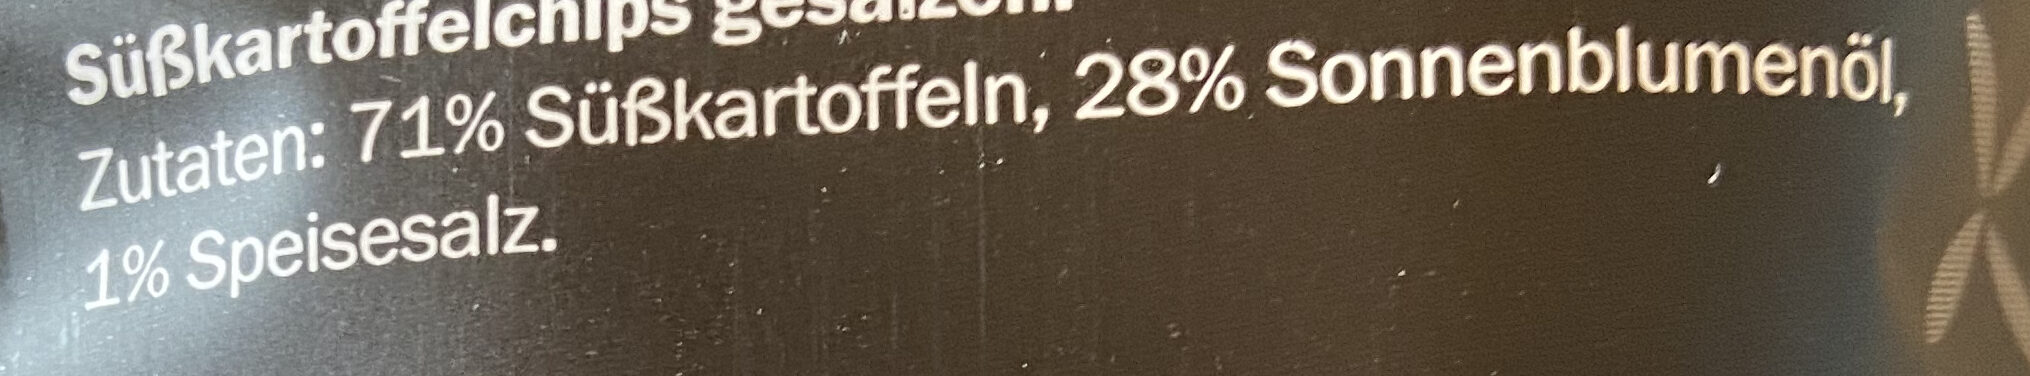 Süßkartoffelchips gesalzen.
Zutaten: 71% Süßkartoffeln, 28% Sonnenblumenöl,
1% Speisesalz.